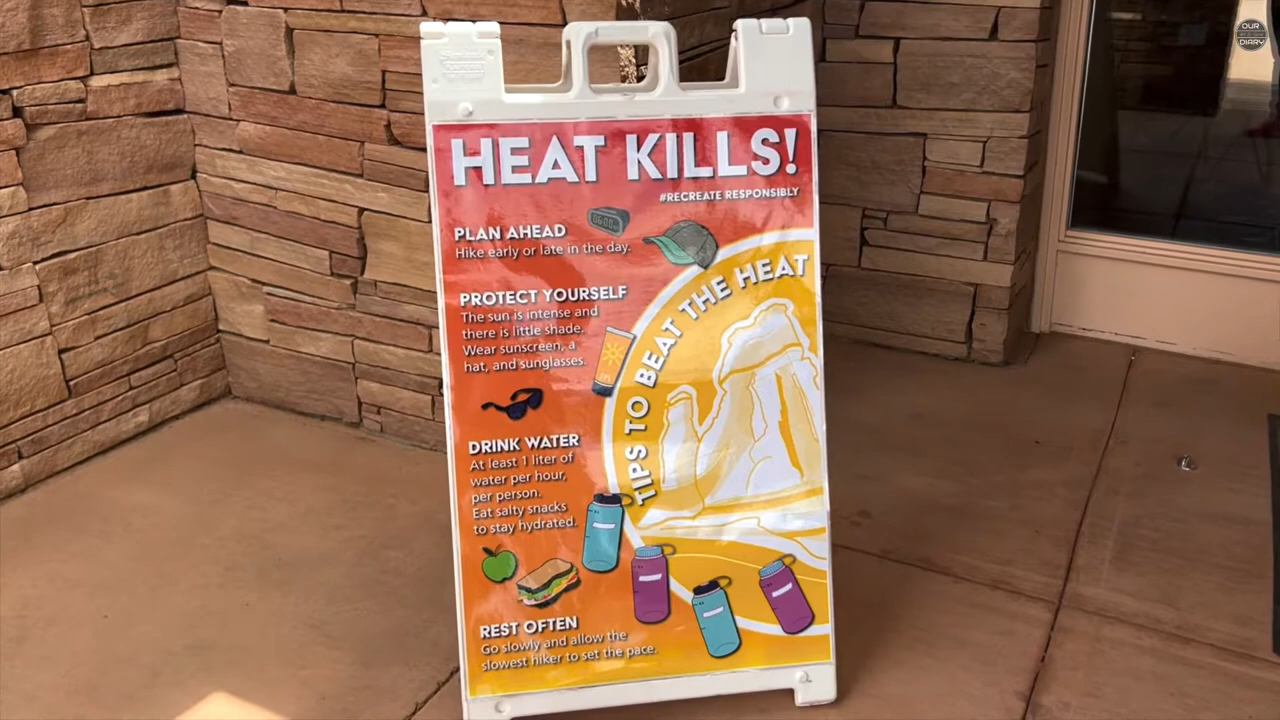 OUR
DIARY
HEAT KILLS!
#RECREATE RESPONSIBLY
PLAN AHEAD
Hike early or late in the day.
PROTECT YOURSELF
The sun is intense and
there is little shade.
Wear sunscreen, a
hat, and sunglasses.
TIPS TO BEAT THE HEAT
DRINK WATER
At least 1 liter of
water per hour,
per person.
Eat salty snacks
to stay hydrated.
REST OFTEN
Go slowly and allow the
slowest hiker to set the pace.